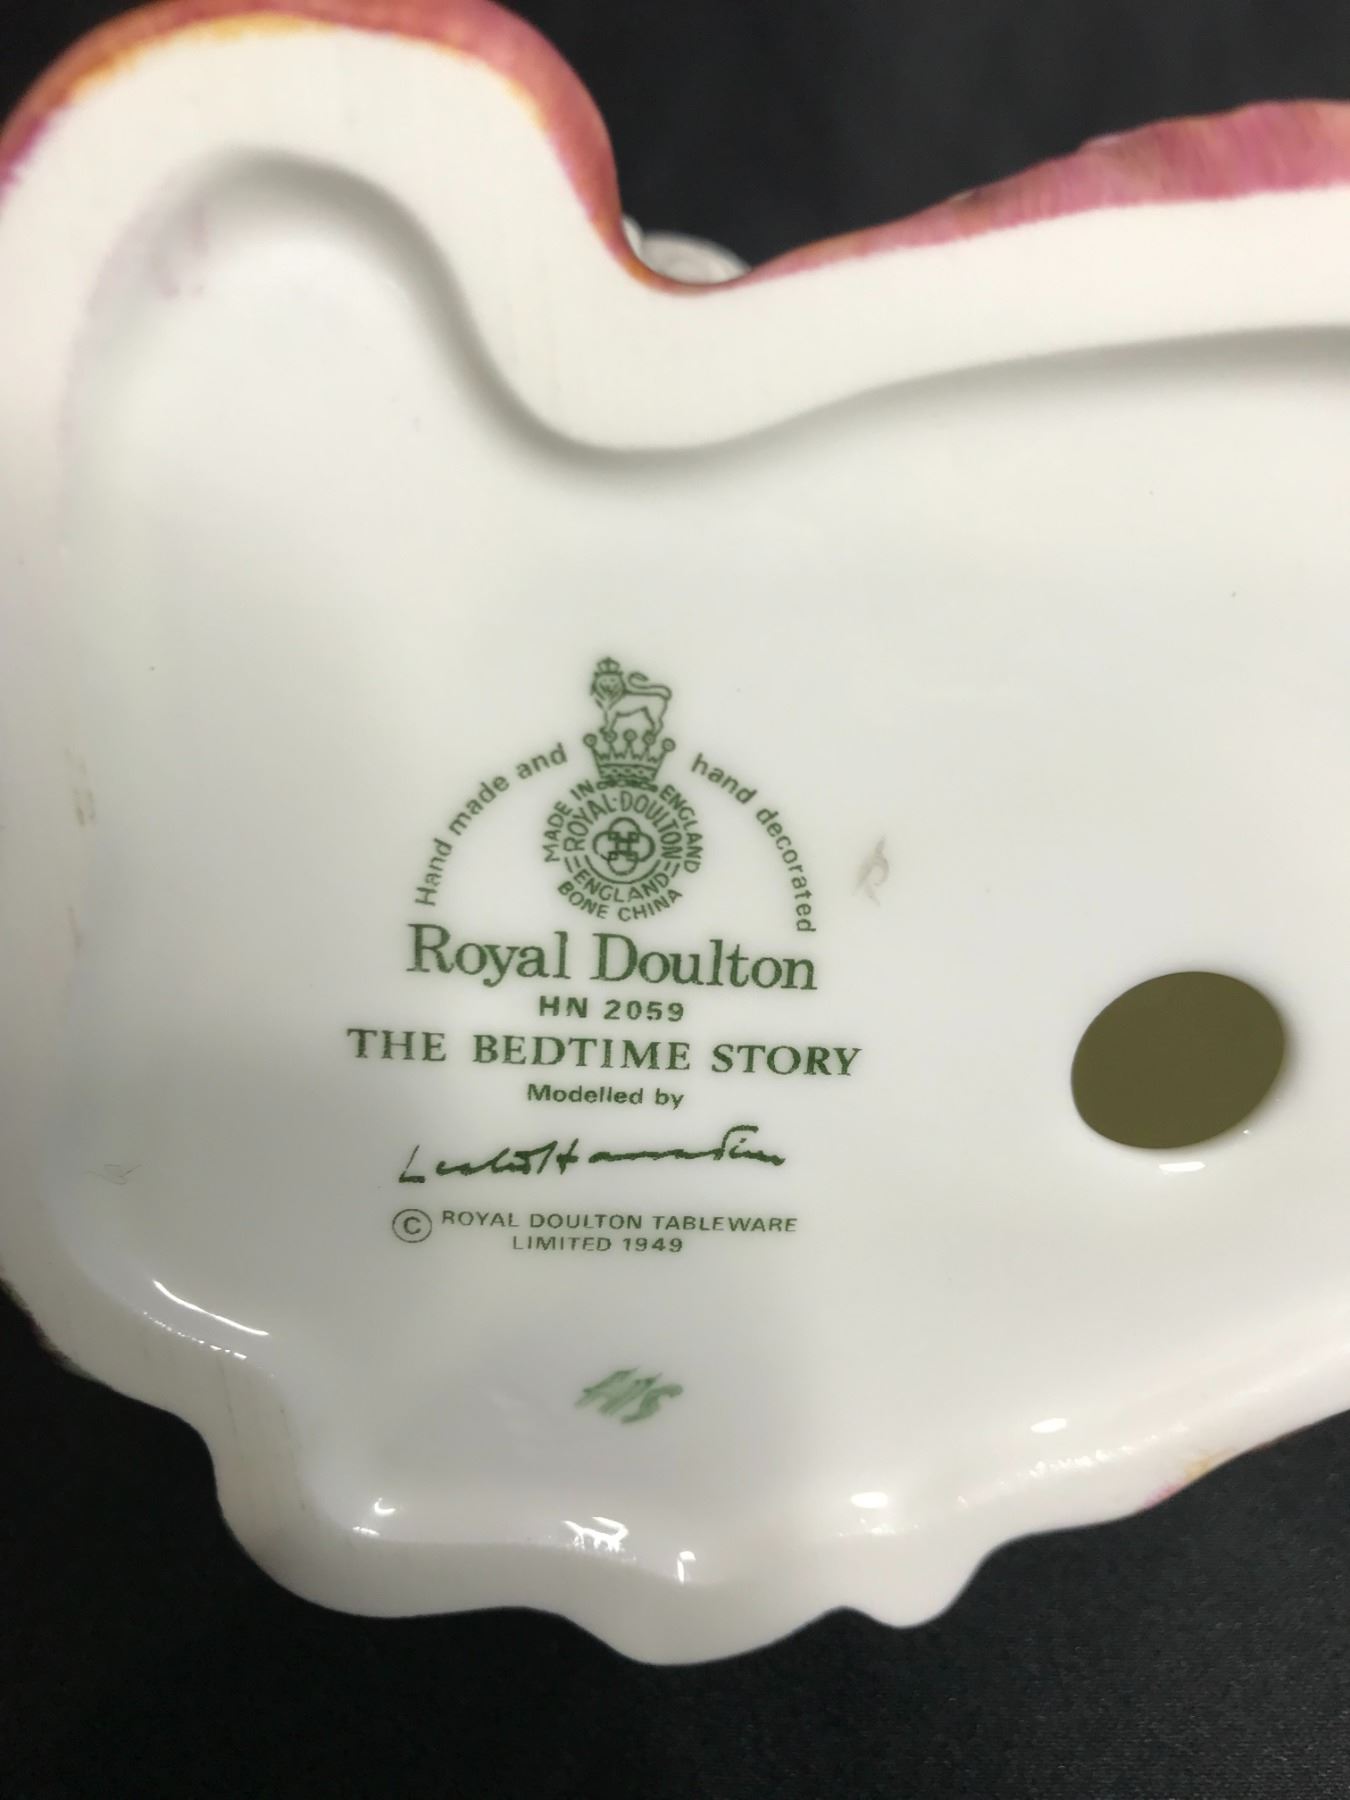 Hand made and hand decorated
MADE IN ENGLAND
ROYAL·DOULTON
ENGLAND
BONE CHINA
Royal Doulton
HN 2059
THE BEDTIME STORY
Modelled by
© ROYAL DOULTON TABLEWARE
LIMITED 1949